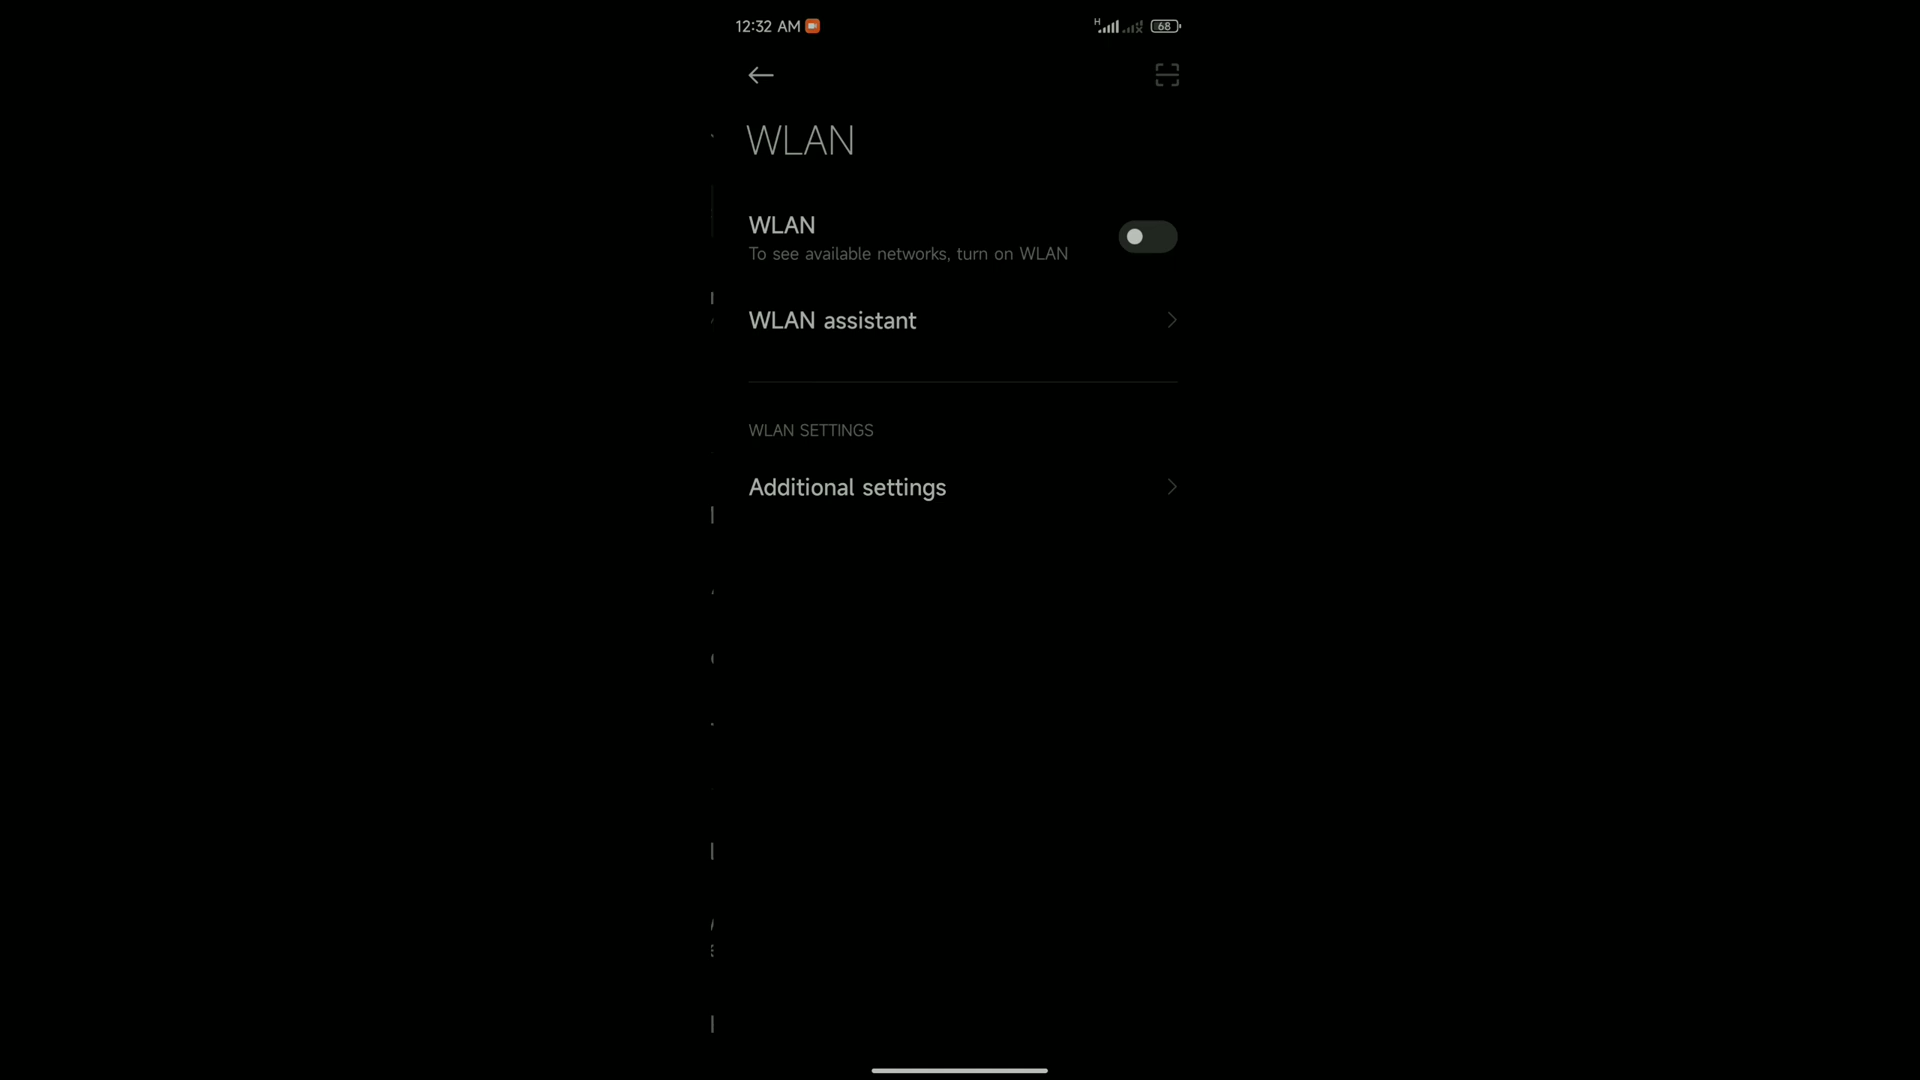 12:32 AM
H
68
WLAN
WLAN
To see available networks, turn on WLAN
WLAN assistant
WLAN SETTINGS
Additional settings